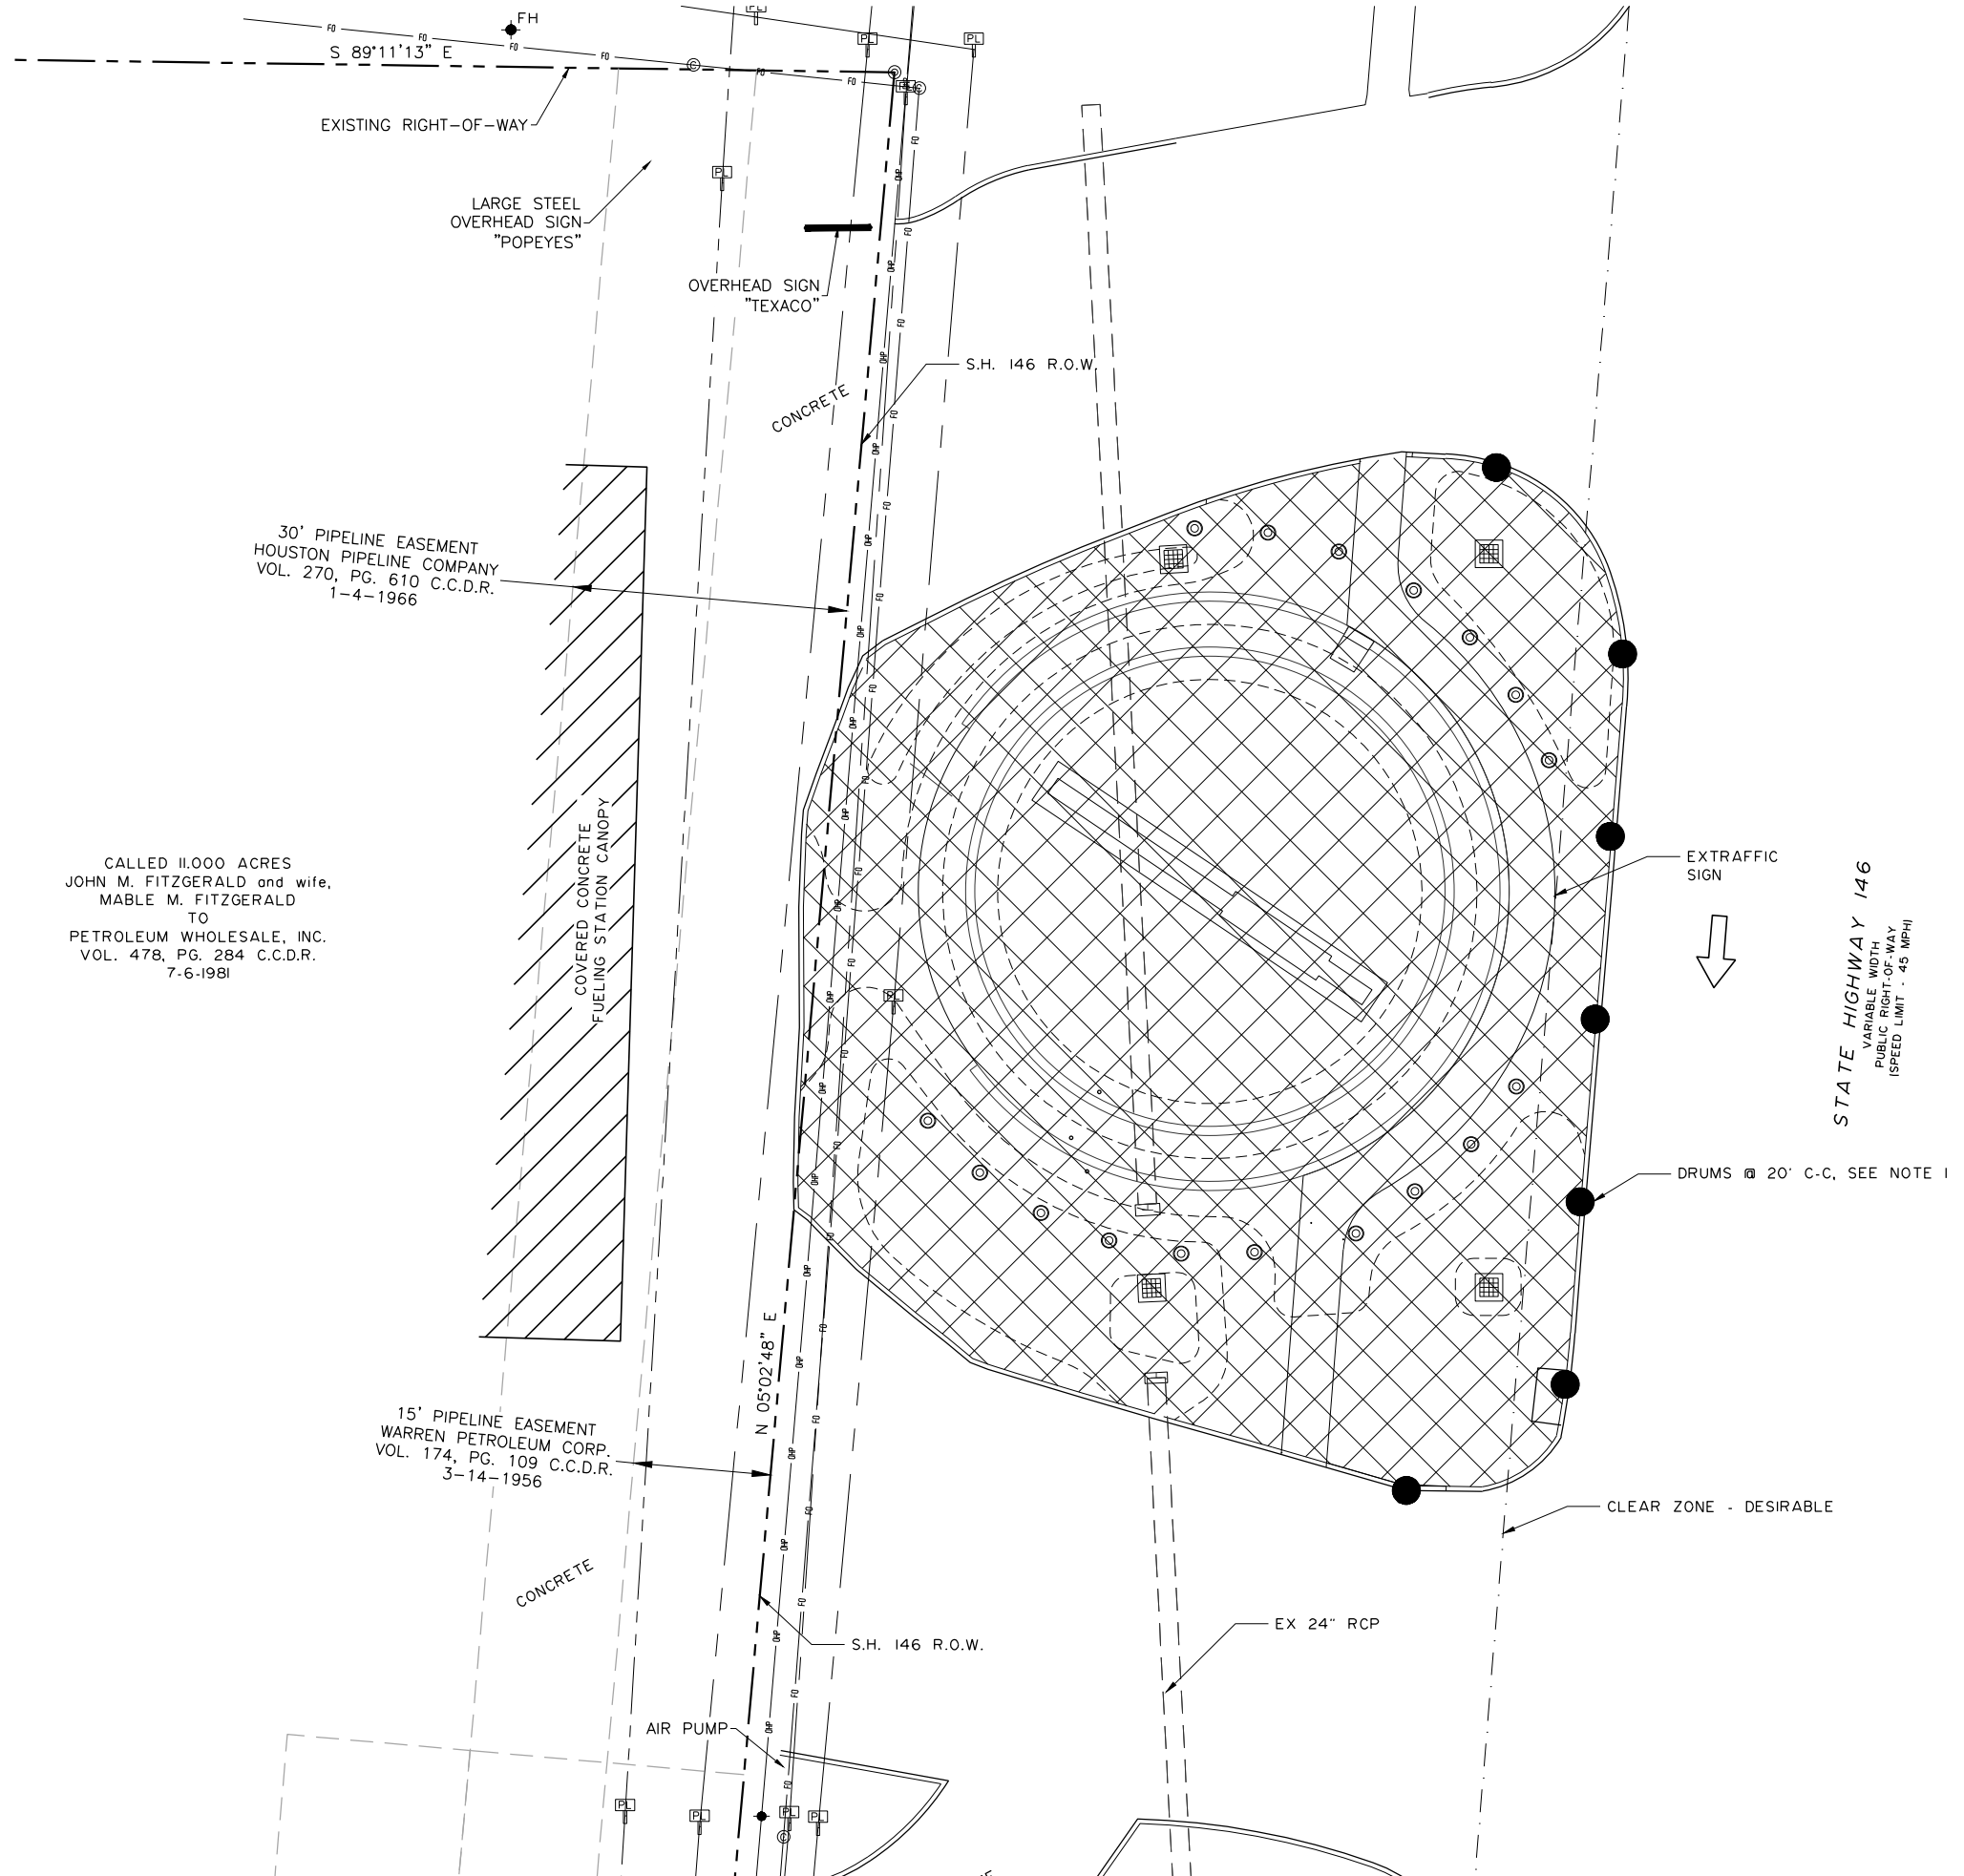 FH
S 89°11'13" E
EXISTING RIGHT-OF-WAY
PL
PL
PL
PL
LARGE STEEL
OVERHEAD SIGN
"POPEYES"
OVERHEAD SIGN
"TEXACO"
S.H. 146 R.O.W.
CONCRETE
30' PIPELINE EASEMENT
HOUSTON PIPELINE COMPANY
VOL. 270, PG. 610 C.C.D.R.
1-4-1966
COVERED CONCRETE
FUELING STATION CANOPY
CALLED 11.000 ACRES
JOHN M. FITZGERALD and wife,
MABLE M. FITZGERALD
TO
PETROLEUM WHOLESALE, INC.
VOL. 478, PG. 284 C.C.D.R.
7-6-1981
EXTRAFFIC
SIGN
STATE HIGHWAY 146
VARIABLE WIDTH
PUBLIC RIGHT-OF-WAY
(SPEED LIMIT - 45 MPH)
DRUMS @ 20' C-C, SEE NOTE 1
N 05°02'48" E
15' PIPELINE EASEMENT
WARREN PETROLEUM CORP.
VOL. 174, PG. 109 C.C.D.R.
3-14-1956
CLEAR ZONE - DESIRABLE
CONCRETE
EX 24" RCP
S.H. 146 R.O.W.
AIR PUMP
PL
PL
PL
PL
FO
OHP